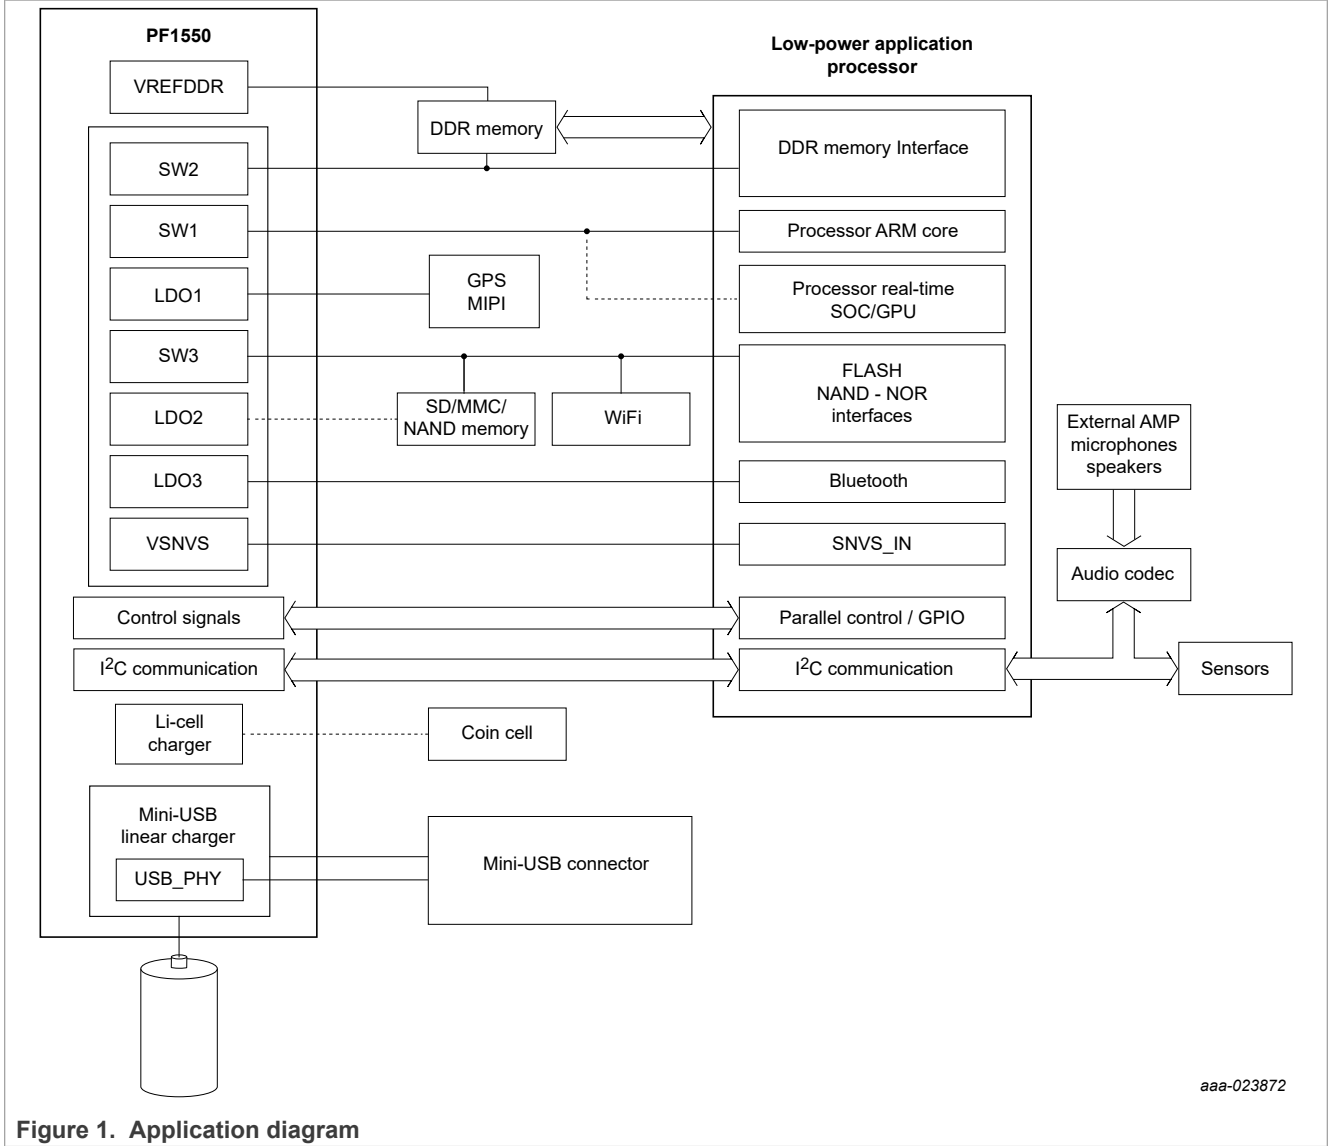 PF1550
Low-power application
processor
VREFDDR
DDR memory
DDR memory Interface
SW2
SW1
Processor ARM core
LDO1
GPS
MIPI
Processor real-time
SOC/GPU
SW3
FLASH
NAND - NOR
interfaces
LDO2
SD/MMC/
NAND memory
WiFi
External AMP
microphones
speakers
LDO3
Bluetooth
VSNVS
SNVS_IN
Audio codec
Control signals
Parallel control / GPIO
I2C communication
I2C communication
Sensors
Li-cell
charger
Coin cell
Mini-USB
linear charger
USB_PHY
Mini-USB connector
aaa-023872
Figure 1. Application diagram